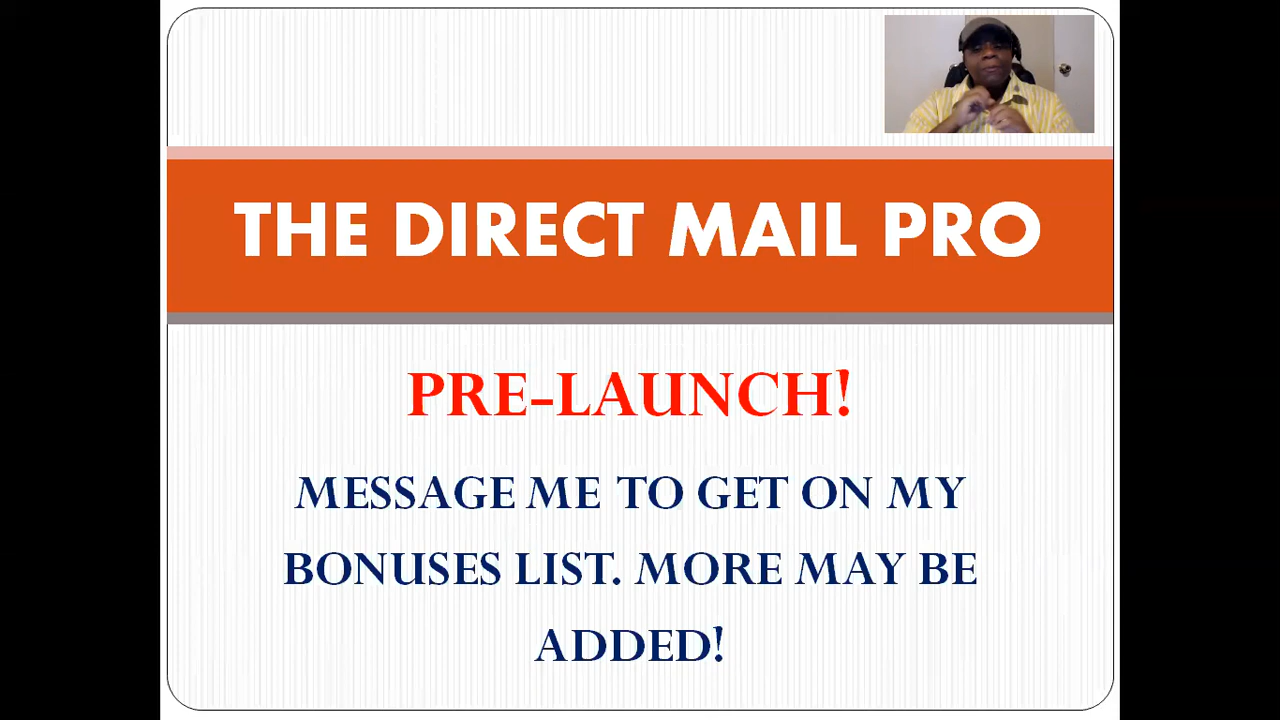 THE DIRECT MAIL PRO
PRE-LAUNCH!
MESSAGE ME TO GET ON MY
BONUSES LIST. MORE MAY BE
ADDED!